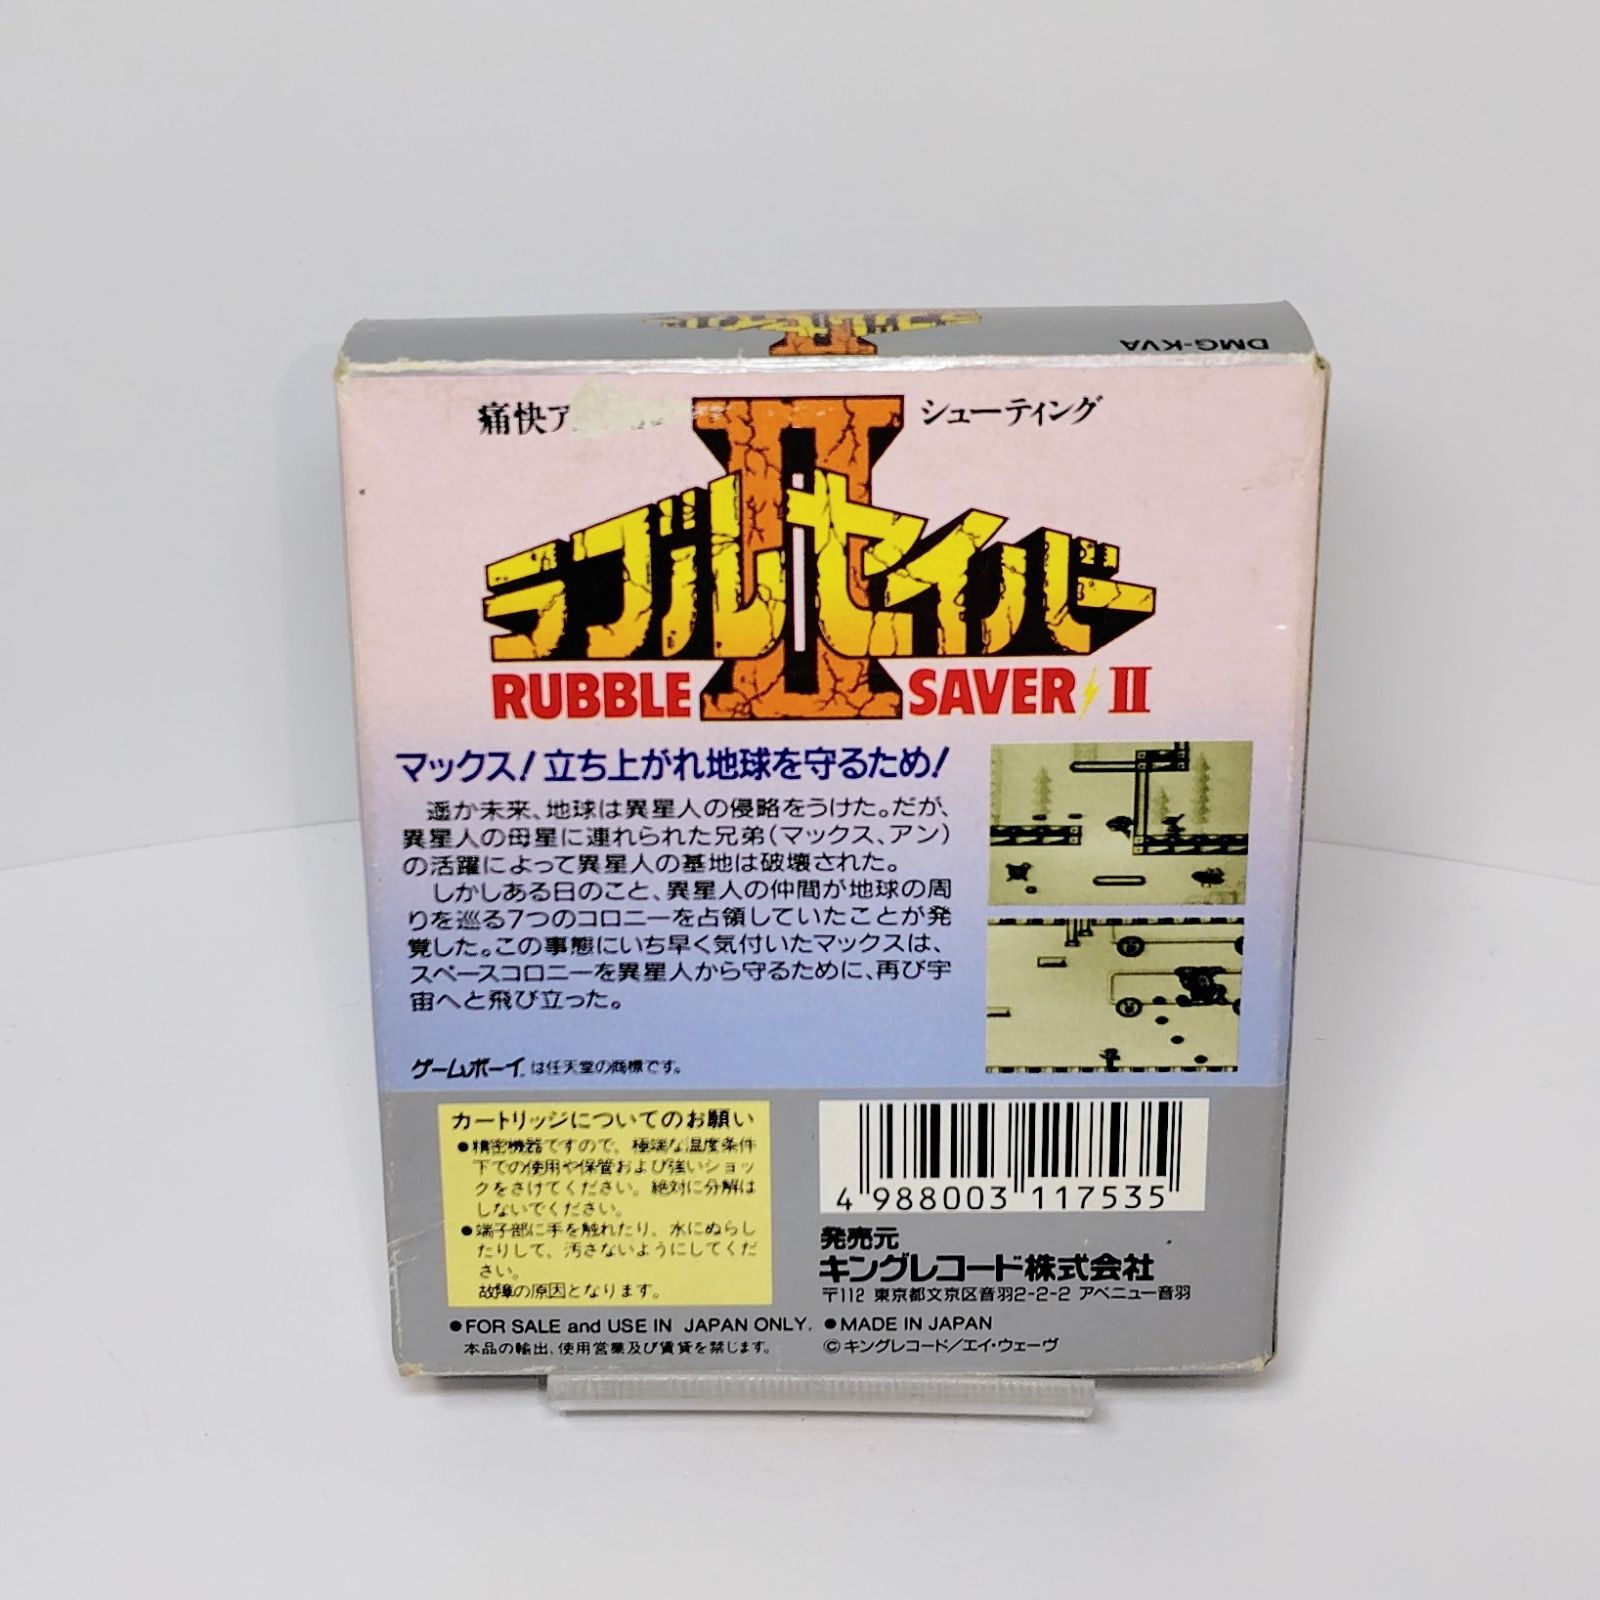 ラブルセイバー
II
DMG-KVA
痛快ア シューティング
II
ラブルセイバー
RUBBLE SAVER II
マックス!立ち上がれ地球を守るため!
遥か未来、地球は異星人の侵略をうけた。だが、
異星人の母星に連れられた兄弟(マックス、アン)
の活躍によって異星人の基地は破壊された。
しかしある日のこと、異星人の仲間が地球の周
りを巡る7つのコロニーを占領していたことが発
覚した。この事態にいち早く気付いたマックスは、
スペースコロニーを異星人から守るために、再び宇
宙へと飛び立った。
ゲームボーイは任天堂の商標です。
カートリッジについてのお願い
●精密機器ですので、極端な温度条件
下での使用や保管および強いショッ
クをさけてください。絶対に分解は
しないでください。
●端子部に手を触れたり、水にぬらし
たりして、汚さないようにしてくだ
さい。
故障の原因となります。
●FOR SALE and USE IN JAPAN ONLY.
本品の輸出、使用営業及び賃貸を禁じます。
4 988003 117535
発売元
キングレコード株式会社
〒112 東京都文京区音羽2-2-2 アベニュー音羽
●MADE IN JAPAN
©キングレコード/エイ・ウェーヴ